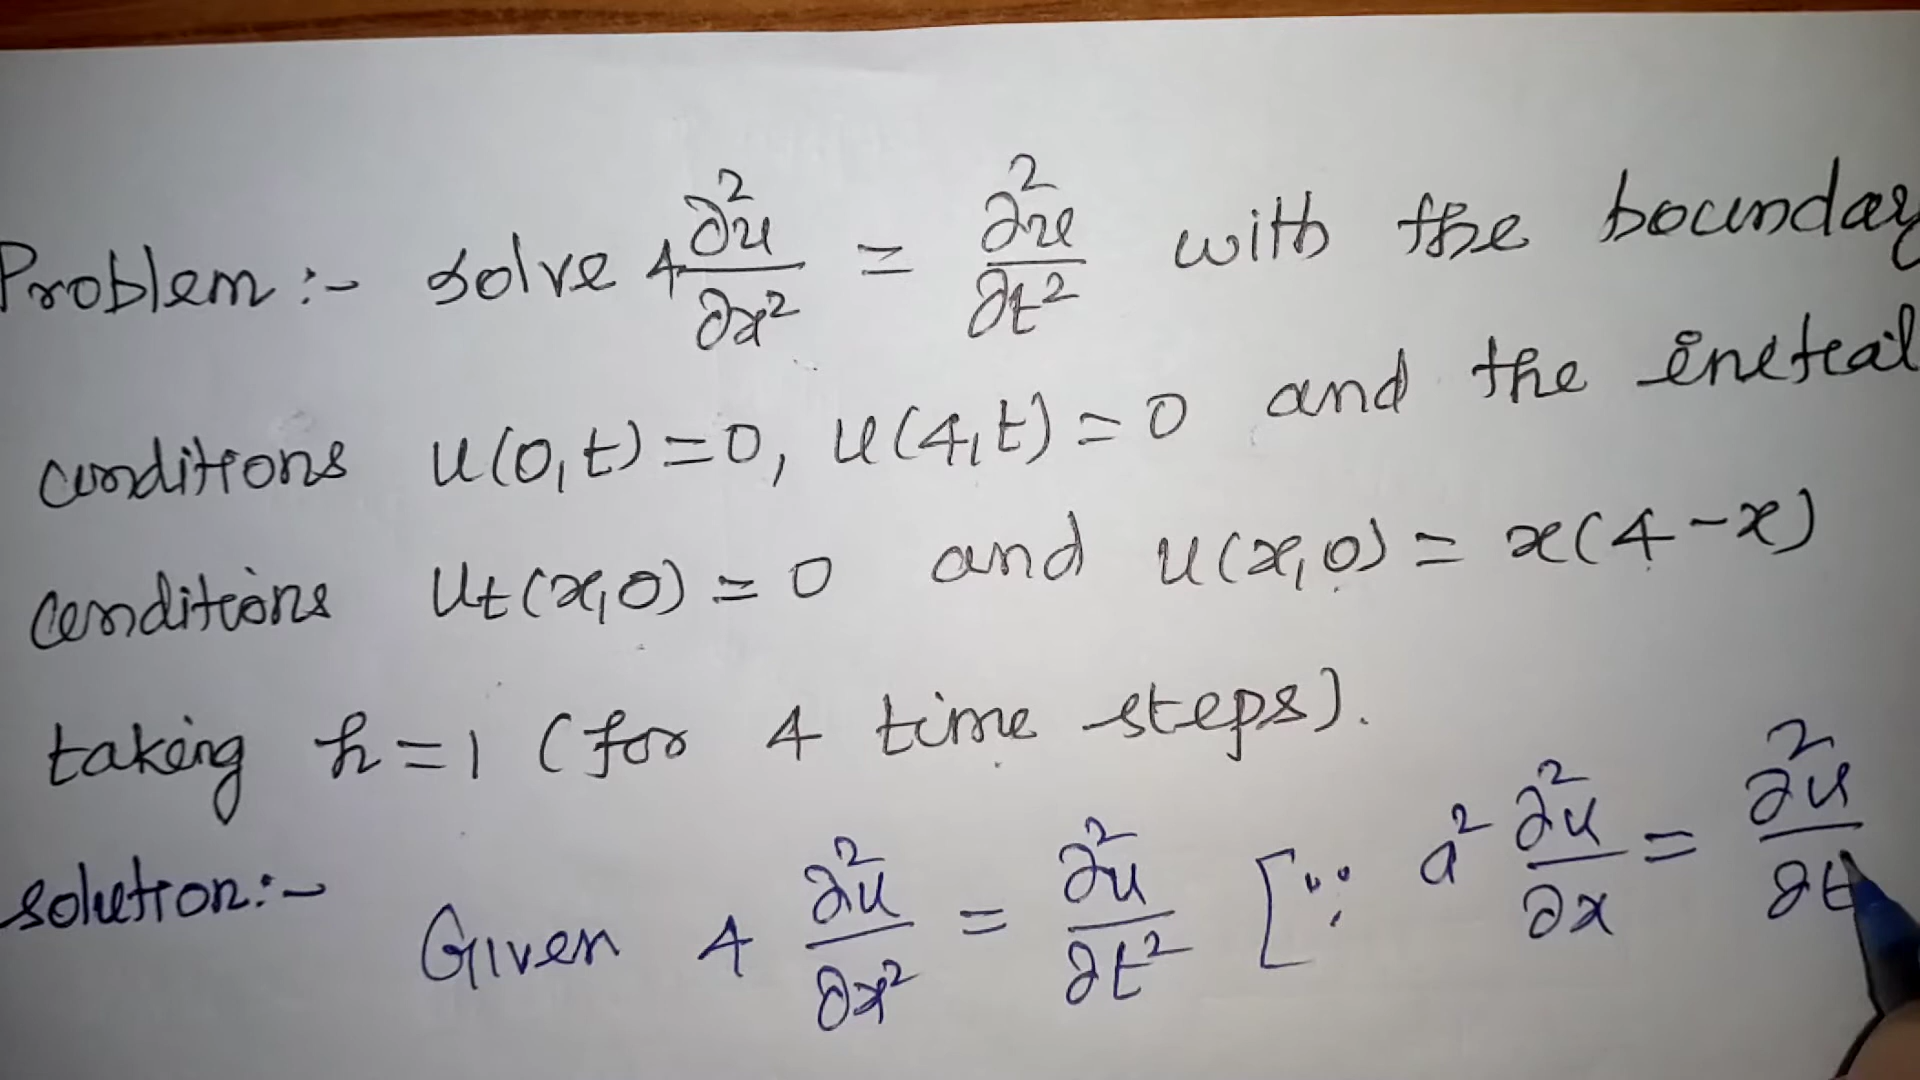 Problem :- solve 4 ∂²u/∂x² = ∂²u/∂t² with the boundary
conditions u(0,t)=0, u(4,t)=0 and the initial
conditions ut(x,0)=0 and u(x,0)=x(4-x)
taking h=1 (for 4 time steps).
solution:- Given 4 ∂²u/∂x² = ∂²u/∂t² [∵ a² ∂²u/∂x = ∂²u/∂t